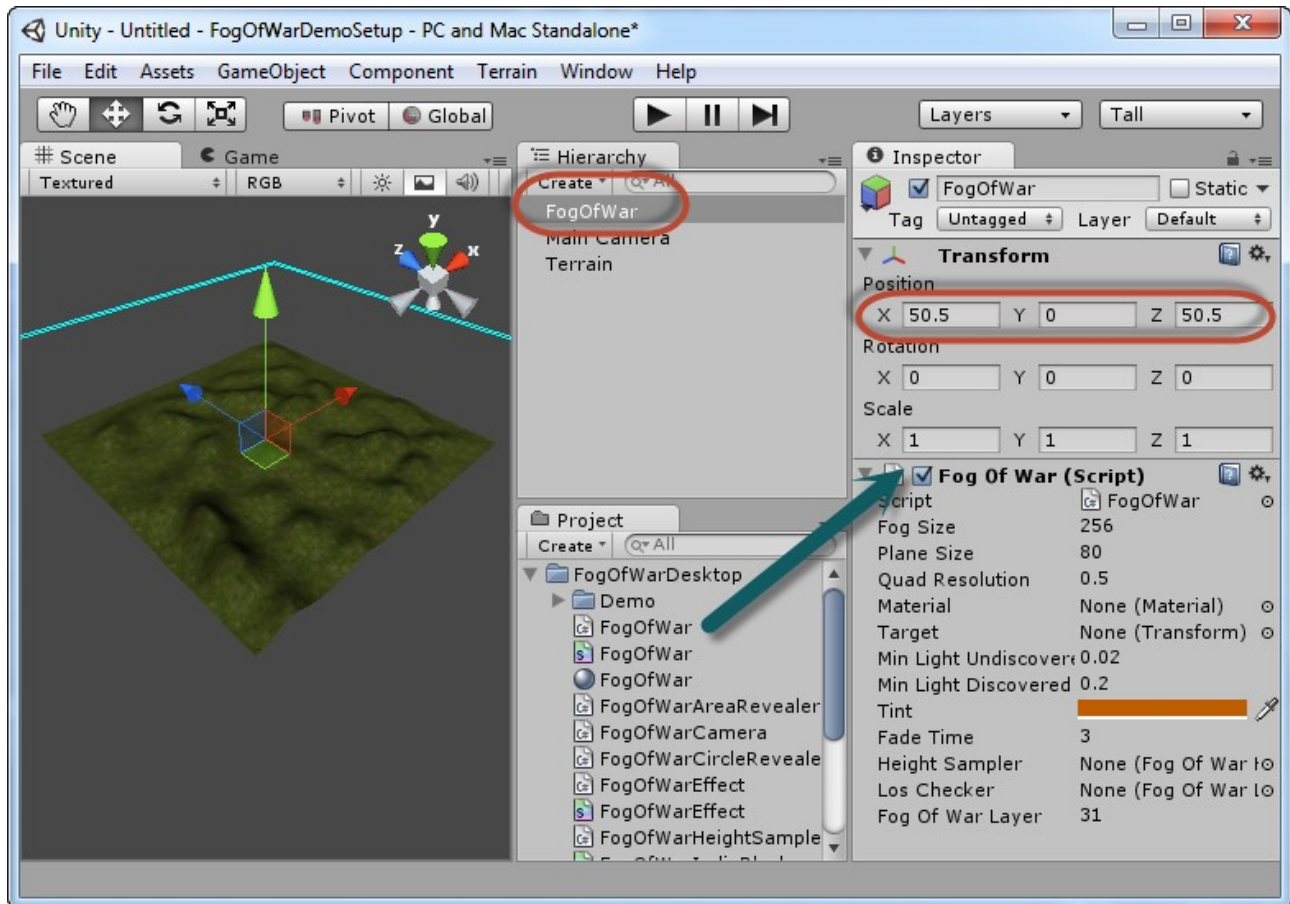 Unity - Untitled - FogOfWarDemoSetup - PC and Mac Standalone*
File Edit Assets GameObject Component Terrain Window Help
Pivot Global Layers Tall
Scene Game
Textured RGB
y
z x
Hierarchy
Create All
FogOfWar
Main Camera
Terrain
Project
Create All
FogOfWarDesktop
Demo
FogOfWar
FogOfWar
FogOfWar
FogOfWarAreaRevealer
FogOfWarCamera
FogOfWarCircleReveale
FogOfWarEffect
FogOfWarEffect
FogOfWarHeightSample
Inspector
FogOfWar Static
Tag Untagged Layer Default
Transform
Position
X 50.5 Y 0 Z 50.5
Rotation
X 0 Y 0 Z 0
Scale
X 1 Y 1 Z 1
Fog Of War (Script)
Script FogOfWar
Fog Size 256
Plane Size 80
Quad Resolution 0.5
Material None (Material)
Target None (Transform)
Min Light Undiscovere 0.02
Min Light Discovered 0.2
Tint
Fade Time 3
Height Sampler None (Fog Of War H
Los Checker None (Fog Of War L
Fog Of War Layer 31